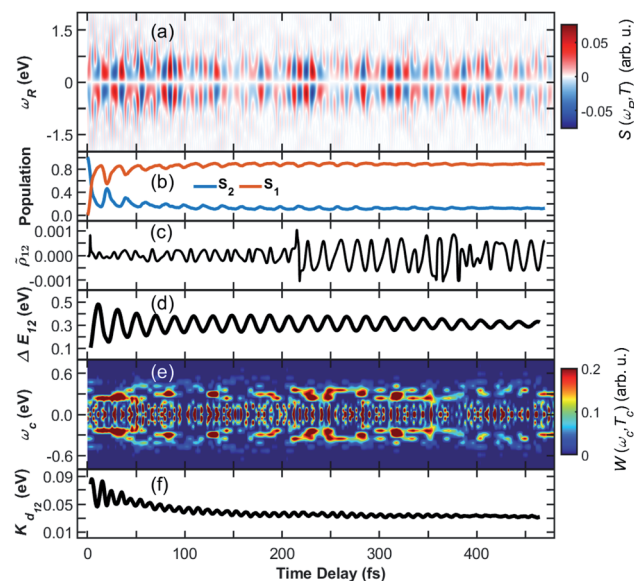 (a)
1.5
0
-1.5
ω_R (eV)
0.05
0
-0.05
S (ω_R, T) (arb. u.)
(b)
0.8
0.4
0.0
Population
S_2 S_1
(c)
0.001
0.000
-0.001
ρ̃_12
(d)
0.5
0.3
0.1
Δ E_12 (eV)
(e)
0.6
0.0
-0.6
ω_c (eV)
0.2
0.1
0
W (ω_c, T_c) (arb. u.)
(f)
0.09
0.05
0.01
K_d_12 (eV)
0 100 200 300 400
Time Delay (fs)